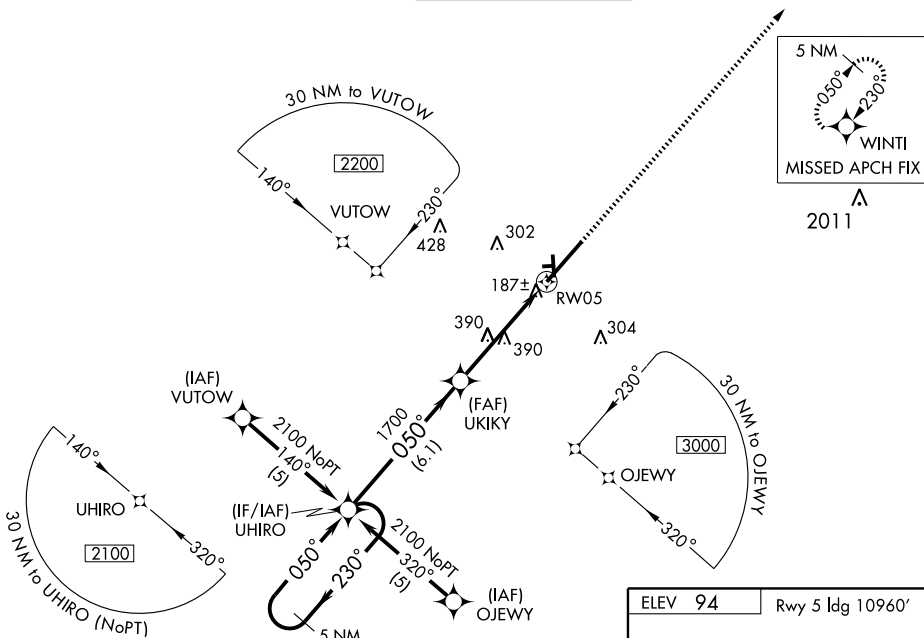 5 NM
050°
230°
WINTI
MISSED APCH FIX
2011
30 NM to VUTOW
2200
140°
230°
VUTOW
428
302
187±
RW05
390
390
304
(FAF)
UKIKY
(IAF)
VUTOW
2100 NoPT
140°
(5)
1700
050°
(6.1)
230°
30 NM to OJEWY
3000
OJEWY
320°
140°
UHIRO
2100
320°
30 NM to UHIRO (NoPT)
(IF/IAF)
UHIRO
050°
230°
5 NM
2100 NoPT
320°
(5)
(IAF)
OJEWY
ELEV 94
Rwy 5 ldg 10960'